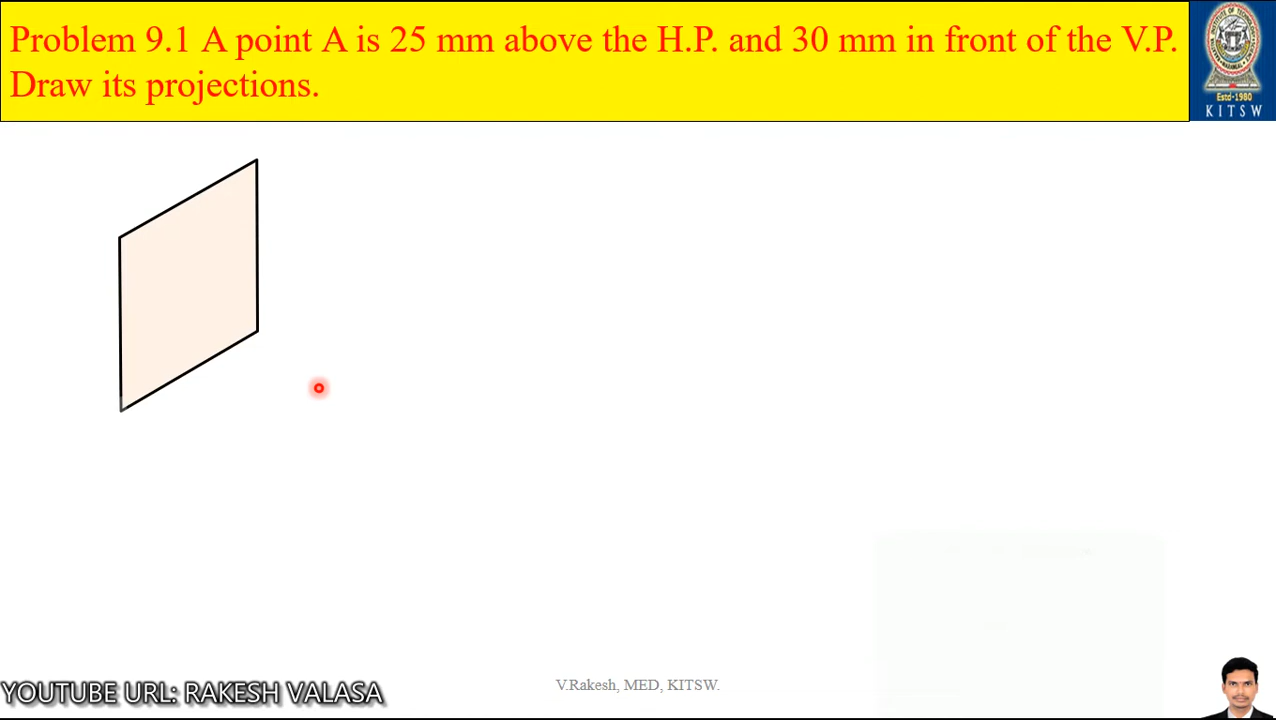 Problem 9.1 A point A is 25 mm above the H.P. and 30 mm in front of the V.P.
Draw its projections.
Estd-1980
KITSW
YOUTUBE URL: RAKESH VALASA
V.Rakesh, MED, KITSW.